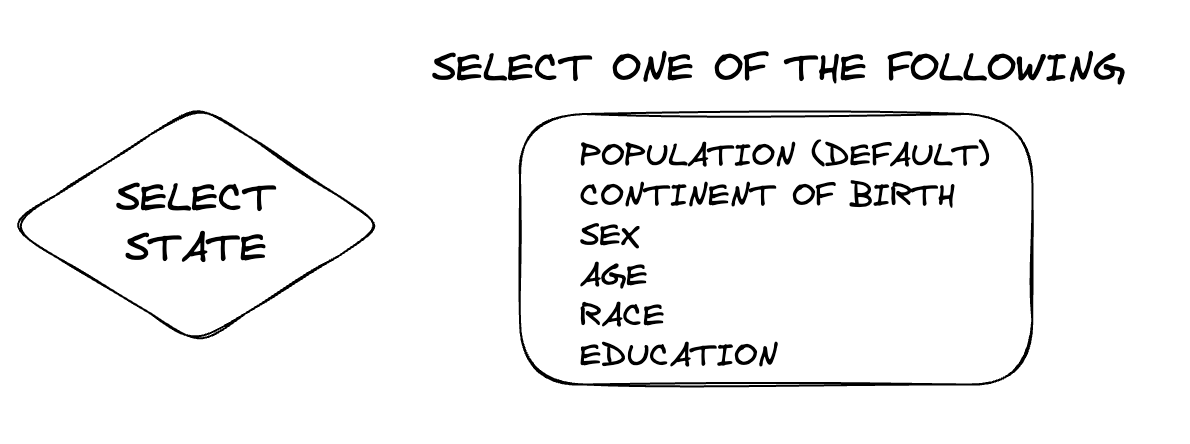 SELECT ONE OF THE FOLLOWING
SELECT
STATE
POPULATION (DEFAULT)
CONTINENT OF BIRTH
SEX
AGE
RACE
EDUCATION